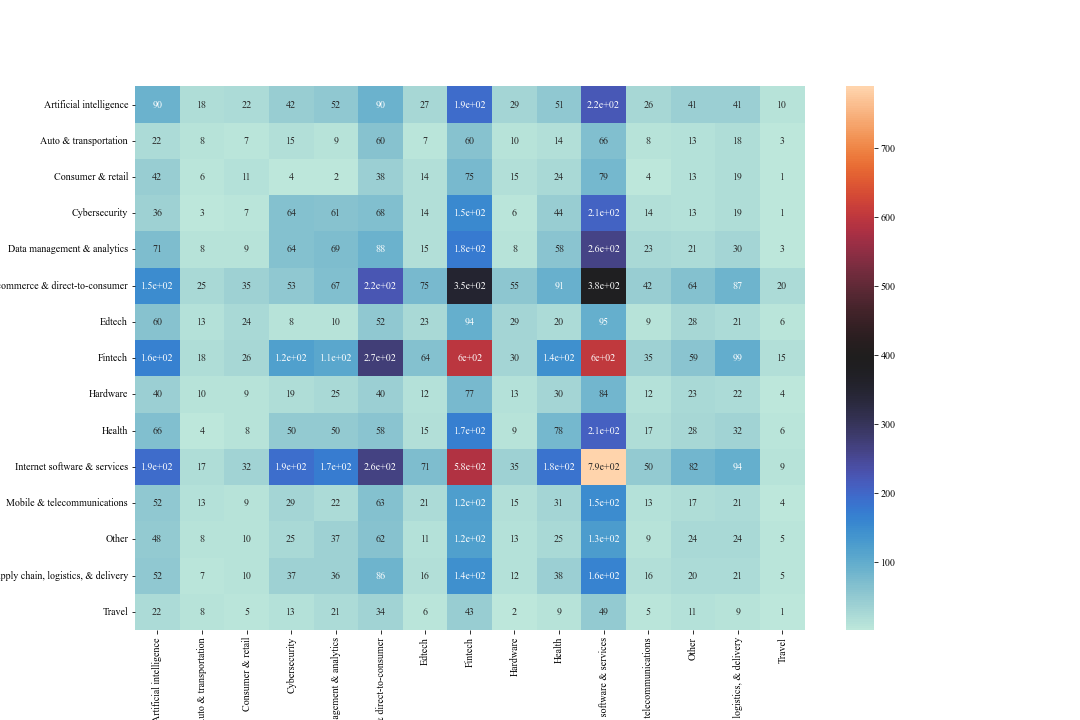 Artificial intelligence 90 18 22 42 52 90 27 1.9e+02 29 51 2.2e+02 26 41 41 10
Auto & transportation 22 8 7 15 9 60 7 60 10 14 66 8 13 18 3
700
Consumer & retail 42 6 11 4 2 38 14 75 15 24 79 4 13 19 1
Cybersecurity 36 3 7 64 61 68 14 1.5e+02 6 44 2.1e+02 14 13 19 1
600
Data management & analytics 71 8 9 64 69 88 15 1.8e+02 8 58 2.6e+02 23 21 30 3
commerce & direct-to-consumer 1.5e+02 25 35 53 67 2.2e+02 75 3.5e+02 55 91 3.8e+02 42 64 87 20
500
Edtech 60 13 24 8 10 52 23 94 29 20 95 9 28 21 6
Fintech 1.6e+02 18 26 1.2e+02 1.1e+02 2.7e+02 64 6e+02 30 1.4e+02 6e+02 35 59 99 15
400
Hardware 40 10 9 19 25 40 12 77 13 30 84 12 23 22 4
300
Health 66 4 8 50 50 58 15 1.7e+02 9 78 2.1e+02 17 28 32 6
Internet software & services 1.9e+02 17 32 1.9e+02 1.7e+02 2.6e+02 71 5.8e+02 35 1.8e+02 7.9e+02 50 82 94 9
200
Mobile & telecommunications 52 13 9 29 22 63 21 1.2e+02 15 31 1.5e+02 13 17 21 4
Other 48 8 10 25 37 62 11 1.2e+02 13 25 1.3e+02 9 24 24 5
100
pply chain, logistics, & delivery 52 7 10 37 36 86 16 1.4e+02 12 38 1.6e+02 16 20 21 5
Travel 22 8 5 13 21 34 6 43 2 9 49 5 11 9 1
Artificial intelligence
uto & transportation
Consumer & retail
Cybersecurity
agement & analytics
& direct-to-consumer
Edtech
Fintech
Hardware
Health
software & services
telecommunications
Other
logistics, & delivery
Travel